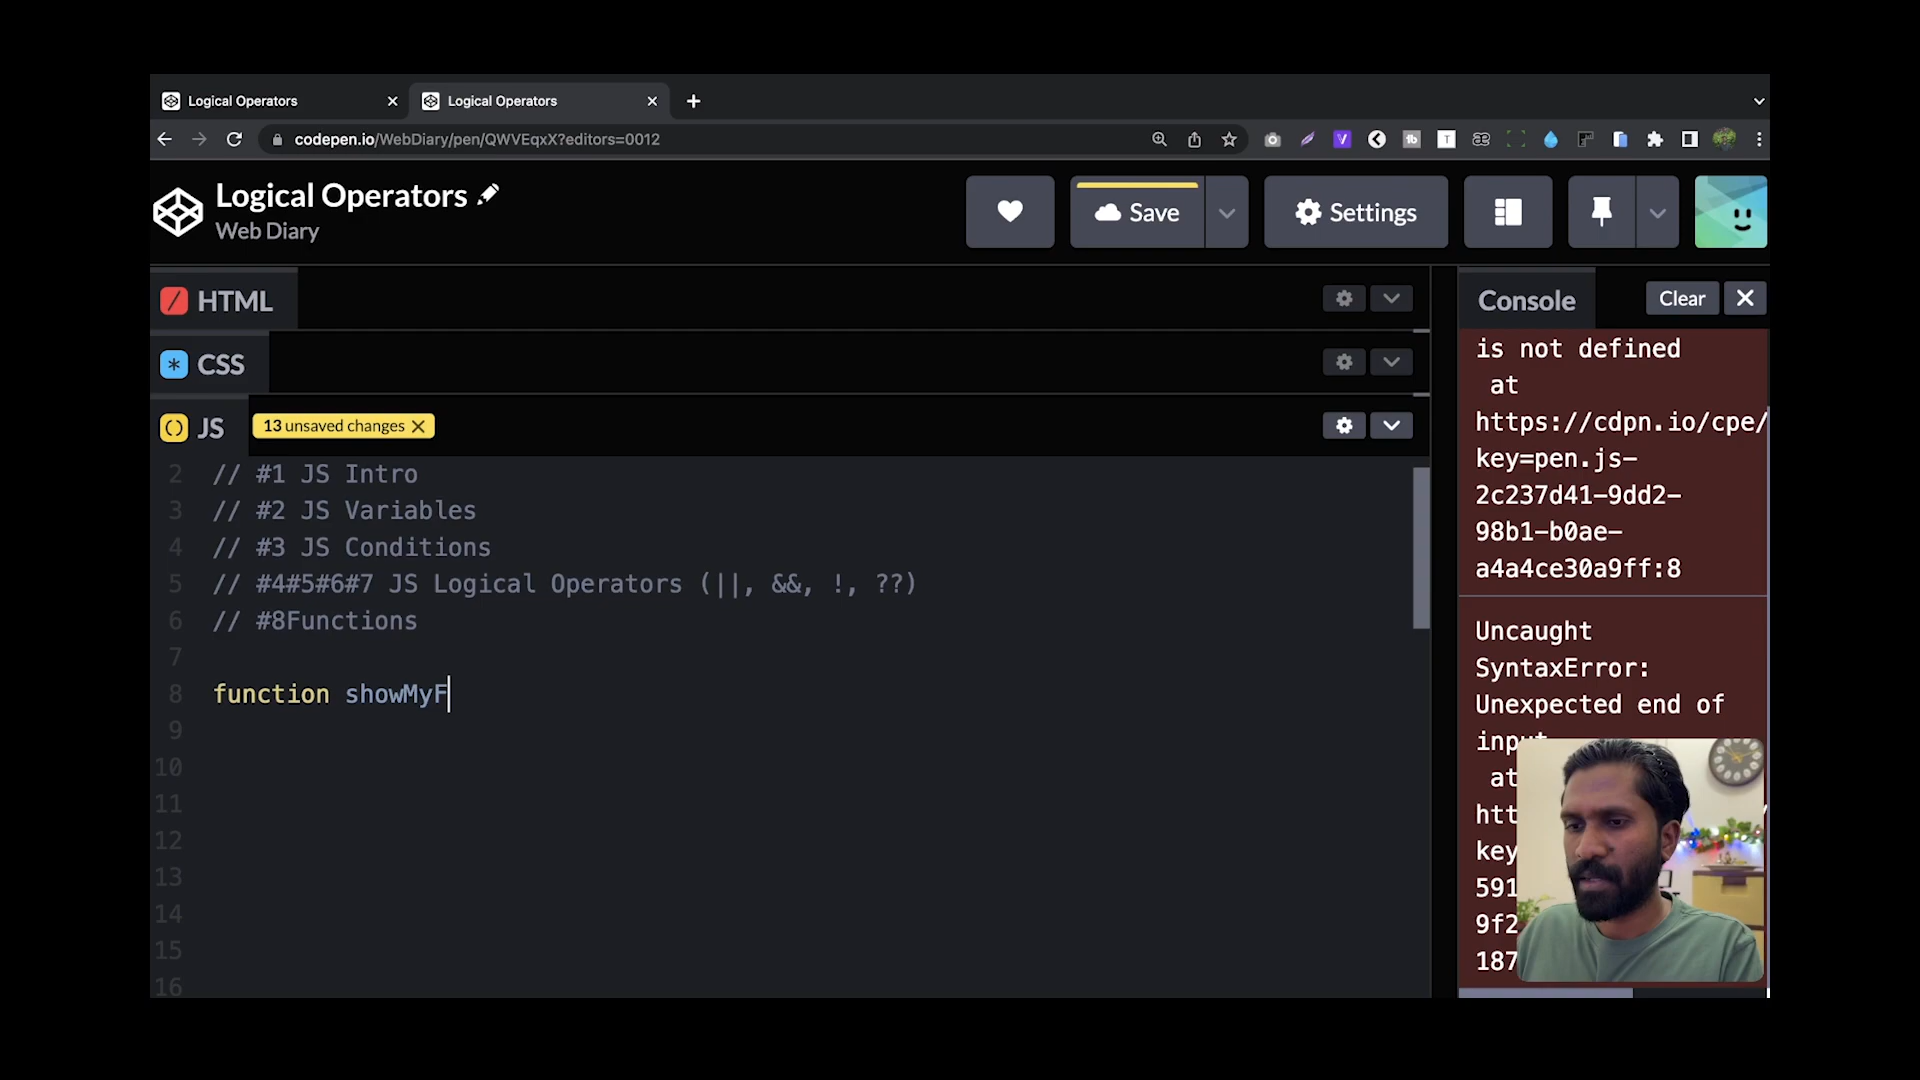 Logical Operators
Logical Operators
codepen.io/WebDiary/pen/QWVEqxX?editors=0012
Logical Operators
Web Diary
Save
Settings
HTML
CSS
JS
13 unsaved changes
2 // #1 JS Intro
3 // #2 JS Variables
4 // #3 JS Conditions
5 // #4#5#6#7 JS Logical Operators (||, &&, !, ??)
6 // #8Functions
7
8 function showMyF
9
10
11
12
13
14
15
16
Console
Clear
is not defined
at
https://cdpn.io/cpe/
key=pen.js-
2c237d41-9dd2-
98b1-b0ae-
a4a4ce30a9ff:8
Uncaught
SyntaxError:
Unexpected end of
input
at
htt
key
591
9f2
187